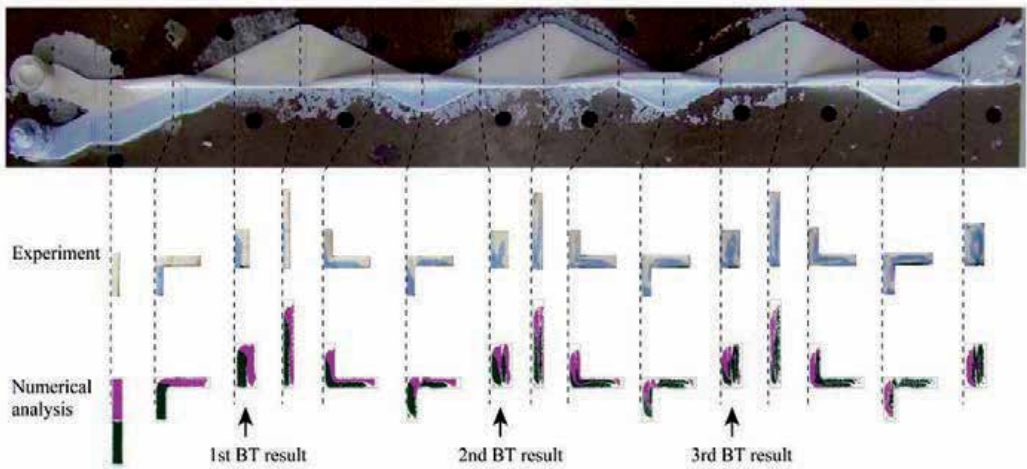 Experiment
Numerical
analysis
1st BT result
2nd BT result
3rd BT result